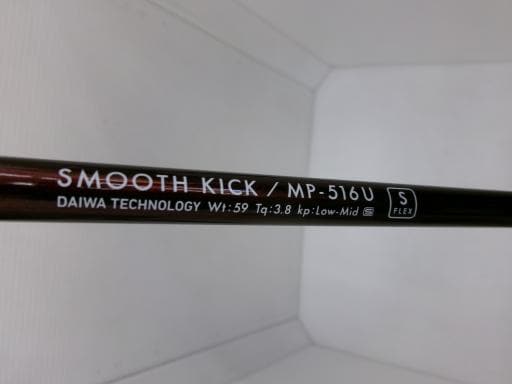 SMOOTH KICK / MP-516U S FLEX
DAIWA TECHNOLOGY Wt:59 Tq:3.8 kp:Low-Mid S